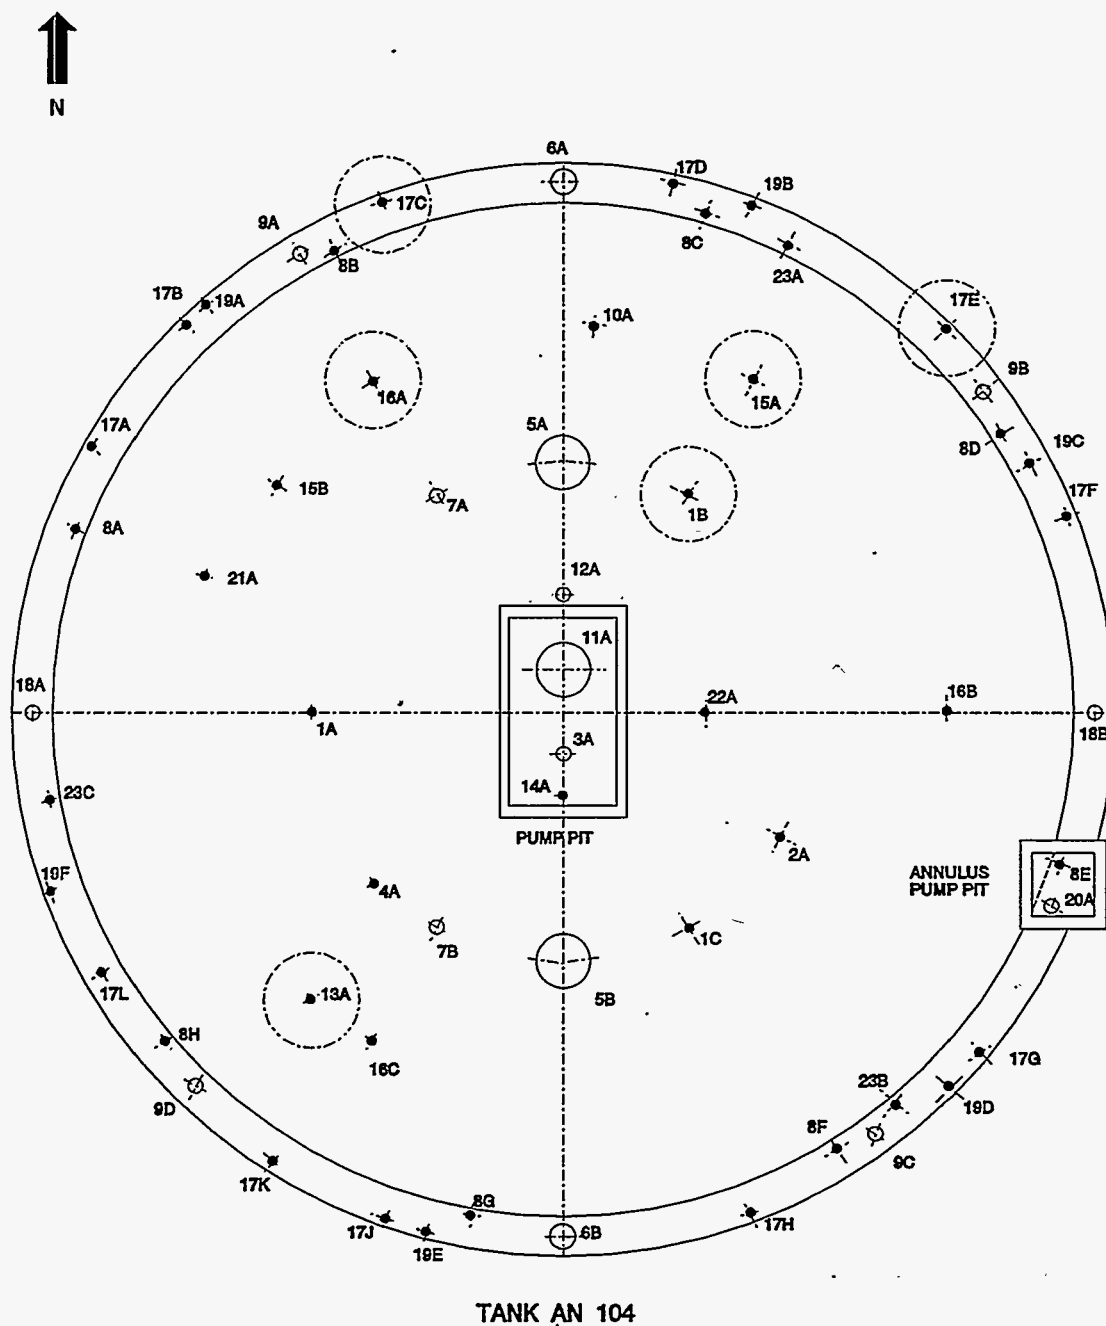 N
6A
17D
19B
17C
9A
8C
8B
23A
17B
19A
10A
17E
9B
16A
15A
17A
5A
8D
19C
15B
7A
1B
17F
8A
21A
12A
11A
18A
22A
16B
1A
18B
3A
14A
23C
PUMP PIT
2A
19F
4A
ANNULUS
PUMP PIT
8E
20A
7B
1C
17L
13A
5B
8H
16C
17G
9D
23B
19D
8F
9C
17K
8G
17J
19E
6B
17H
TANK AN 104